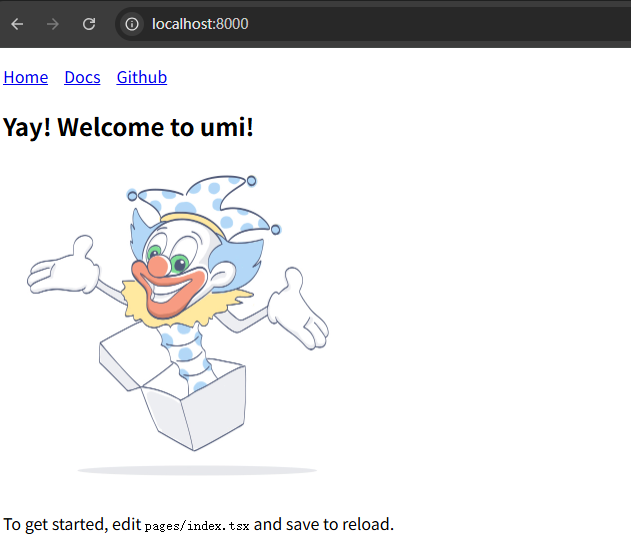 localhost:8000
Home Docs Github
Yay! Welcome to umi!
To get started, edit pages/index.tsx and save to reload.